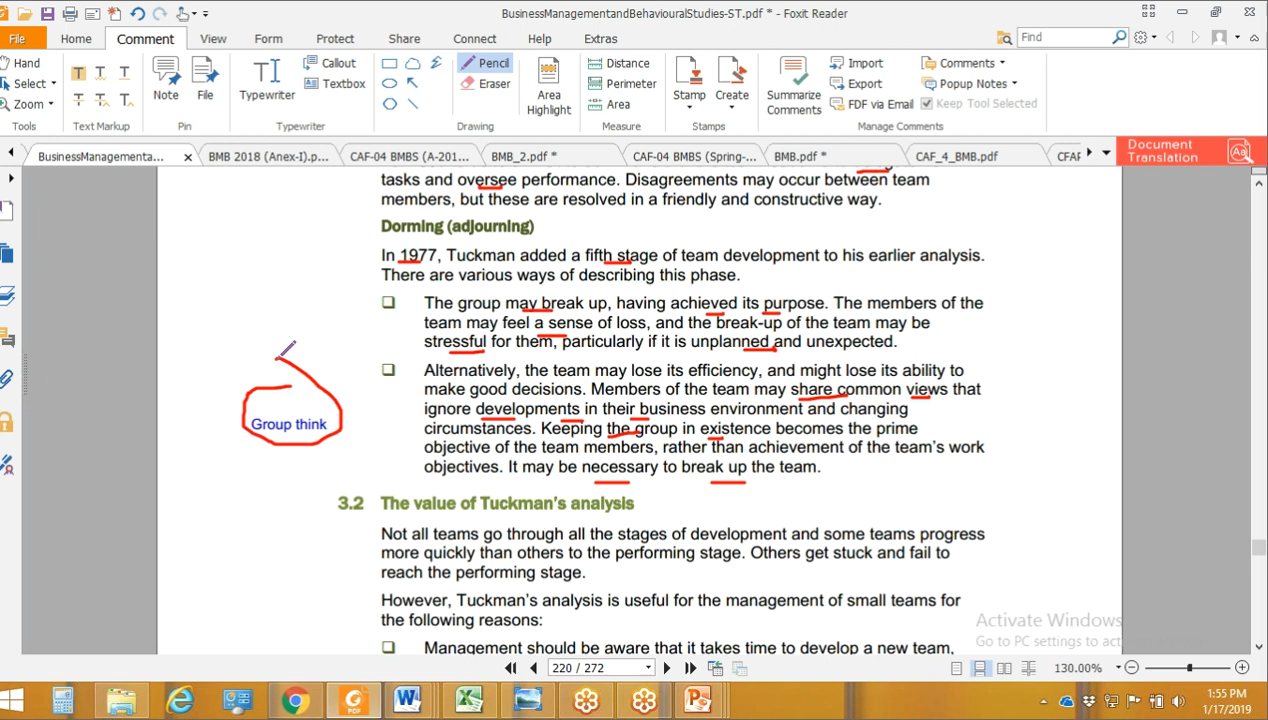 BusinessManagementandBehaviouralStudies-ST.pdf * - Foxit Reader
File Home Comment View Form Protect Share Connect Help Extras Find
Hand Select Zoom Tools
Text Markup
Note File Pin
Typewriter Callout Textbox Typewriter
Pencil Eraser Area Highlight Drawing
Distance Perimeter Area Measure
Stamp Create Stamps
Summarize Comments Import Export FDF via Email Comments Popup Notes Keep Tool Selected Manage Comments
BusinessManagementa... BMB 2018 (Anex-I).p... CAF-04 BMBS (A-201... BMB_2.pdf * CAF-04 BMBS (Spring-... BMB.pdf * CAF_4_BMB.pdf CFAP
Document Translation
tasks and oversee performance. Disagreements may occur between team
members, but these are resolved in a friendly and constructive way.
Dorming (adjourning)
In 1977, Tuckman added a fifth stage of team development to his earlier analysis.
There are various ways of describing this phase.
The group may break up, having achieved its purpose. The members of the
team may feel a sense of loss, and the break-up of the team may be
stressful for them, particularly if it is unplanned and unexpected.
Alternatively, the team may lose its efficiency, and might lose its ability to
make good decisions. Members of the team may share common views that
ignore developments in their business environment and changing
circumstances. Keeping the group in existence becomes the prime
objective of the team members, rather than achievement of the team's work
objectives. It may be necessary to break up the team.
Group think
3.2 The value of Tuckman's analysis
Not all teams go through all the stages of development and some teams progress
more quickly than others to the performing stage. Others get stuck and fail to
reach the performing stage.
However, Tuckman's analysis is useful for the management of small teams for
the following reasons:
Management should be aware that it takes time to develop a new team,
Activate Windows
Go to PC settings to act
220 / 272 130.00%
1:55 PM
1/17/2019